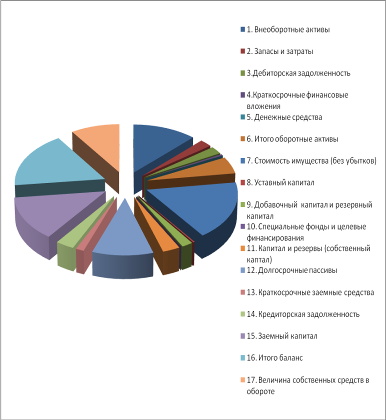 1. Внеоборотные активы
2. Запасы и затраты
3.Дебиторская задолженность
4.Краткосрочные финансовые
вложения
5. Денежные средства
6. Итого оборотные активы
7. Стоимость имущества (без убытков)
8. Уставный капитал
9. Добавочный капитал и резервный
капитал
10. Специальные фонды и целевые
финансирования
11. Капитал и резервы (собственный
каптал)
12. Долгосрочные пассивы
13. Краткосрочные заемные средства
14. Кредиторская задолженность
15. Заемный капитал
16. Итого баланс
17. Величина собственных средств в
обороте